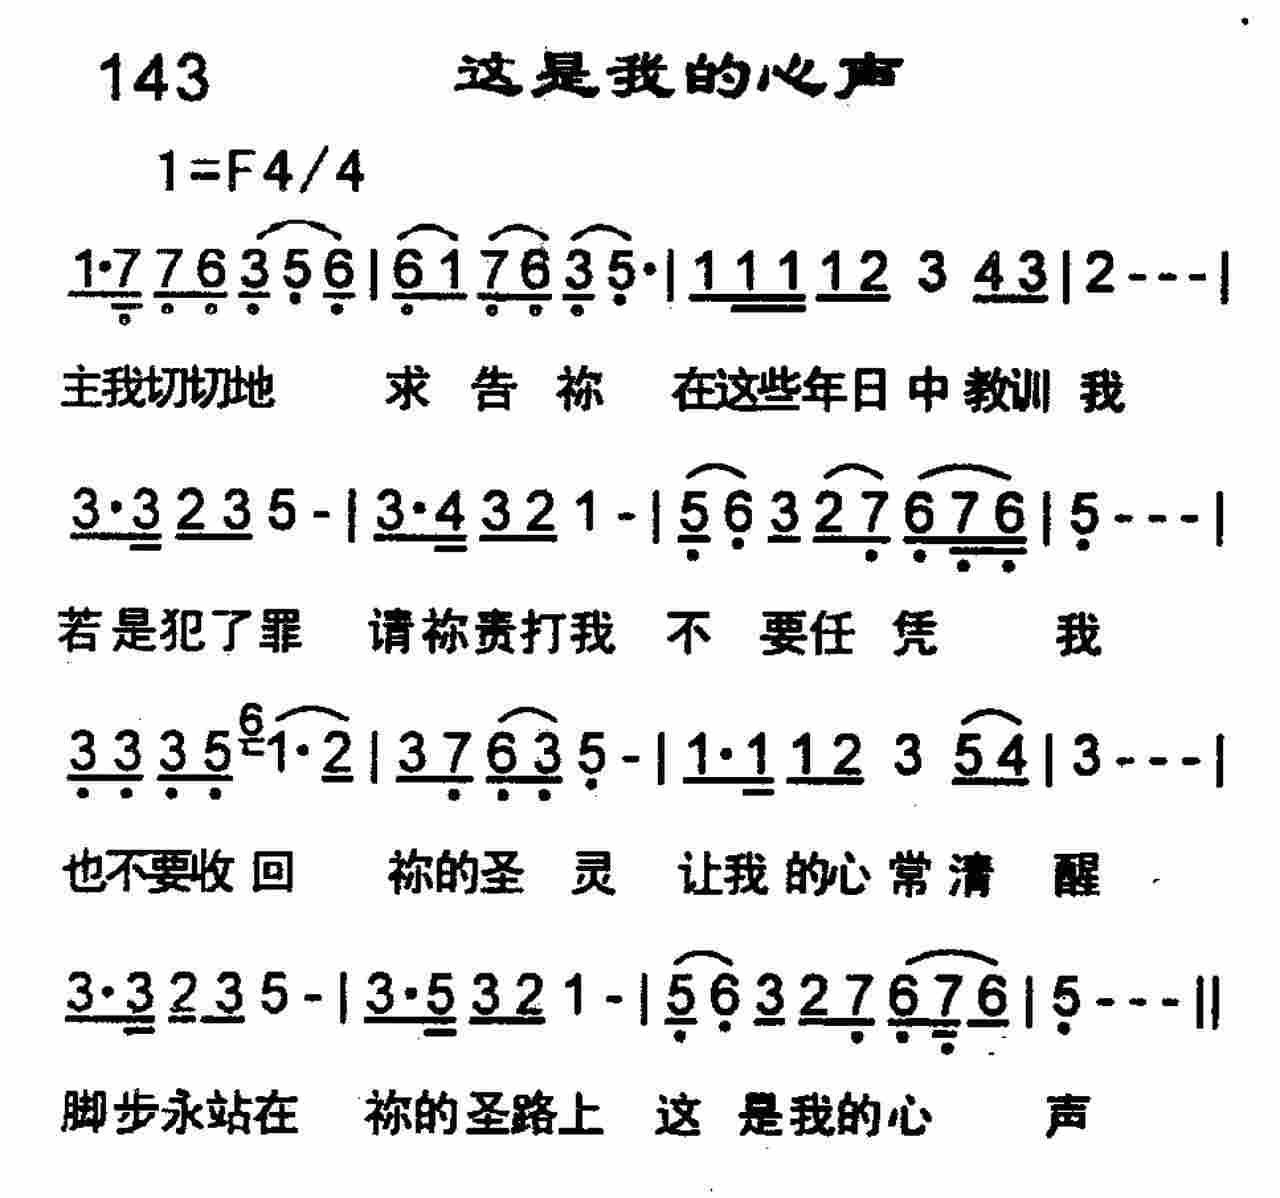 143 这是我的心声
1=F4/4
1·7 7 6 3 5 6 | 6 1 7 6 3 5· | 1 1 1 1 2 3 4 3 | 2 - - - |
主我切切地 求告祢 在这些年日中教训我
3·3 2 3 5 - | 3·4 3 2 1 - | 5 6 3 2 7 6 7 6 | 5 - - - |
若是犯了罪 请祢责打我 不要任凭我
3 3 3 5 6 1·2 | 3 7 6 3 5 - | 1·1 1 2 3 5 4 | 3 - - - |
也不要收回 祢的圣灵 让我的心常清醒
3·3 2 3 5 - | 3·5 3 2 1 - | 5 6 3 2 7 6 7 6 | 5 - - - ||
脚步永站在 祢的圣路上 这是我的心声